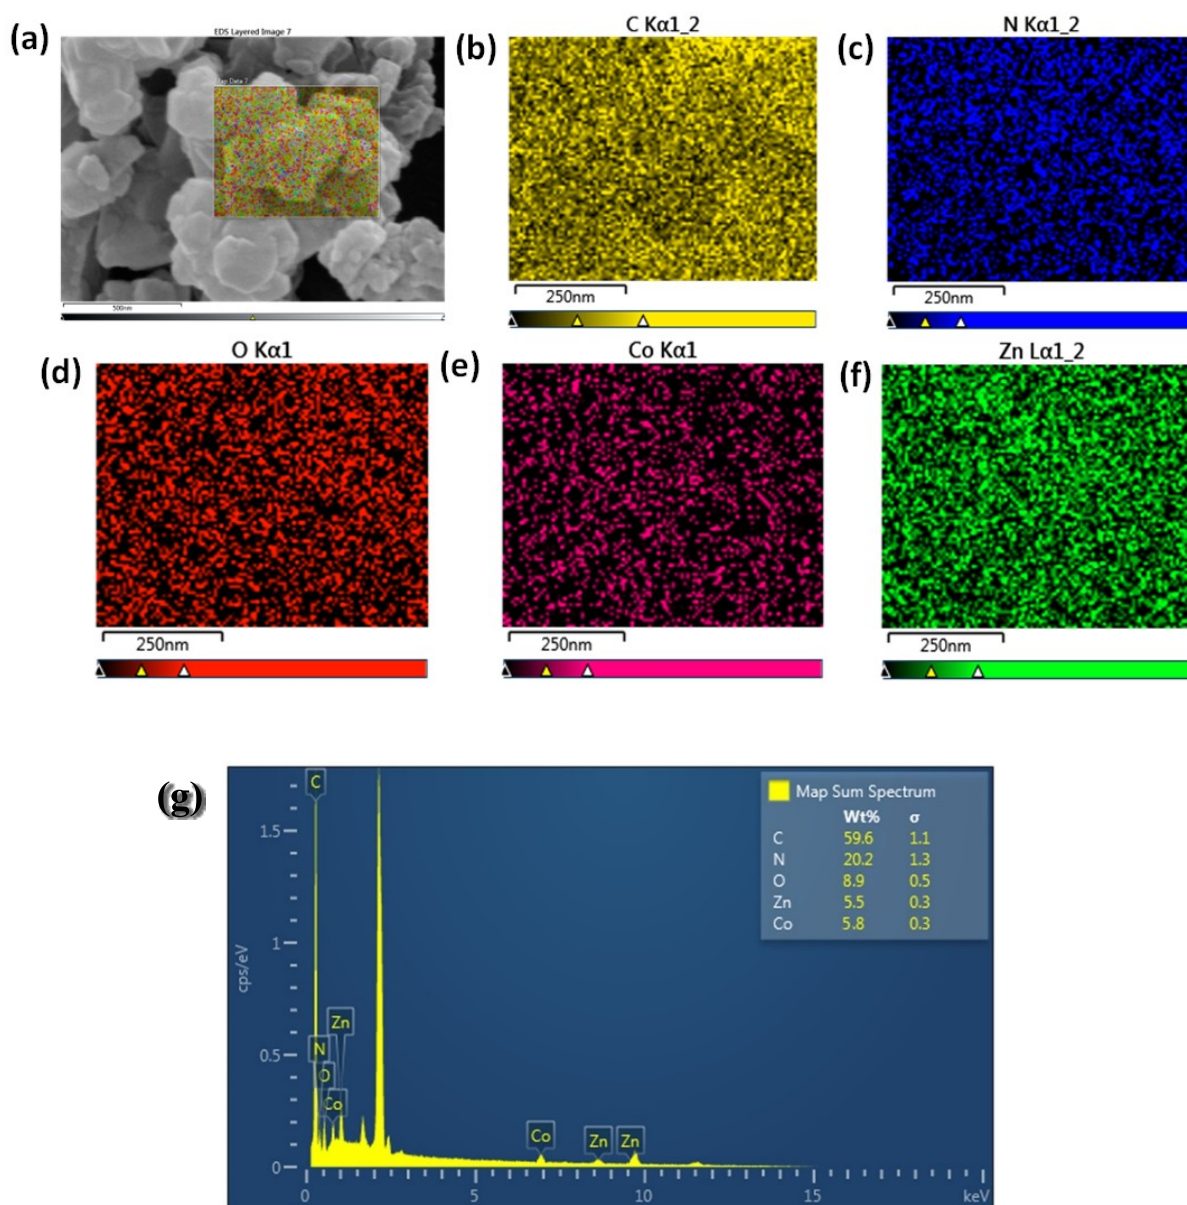 (a)
EDS Layered Image 7
500nm
(b)
C Kα1_2
250nm
(c)
N Kα1_2
250nm
(d)
O Kα1
250nm
(e)
Co Kα1
250nm
(f)
Zn Lα1_2
250nm
(g)
C
N
O
Co
Zn
Co
Zn
Zn
1.5
1
0.5
0
cps/eV
0
5
10
15
keV
Map Sum Spectrum
Wt% σ
C 59.6 1.1
N 20.2 1.3
O 8.9 0.5
Zn 5.5 0.3
Co 5.8 0.3